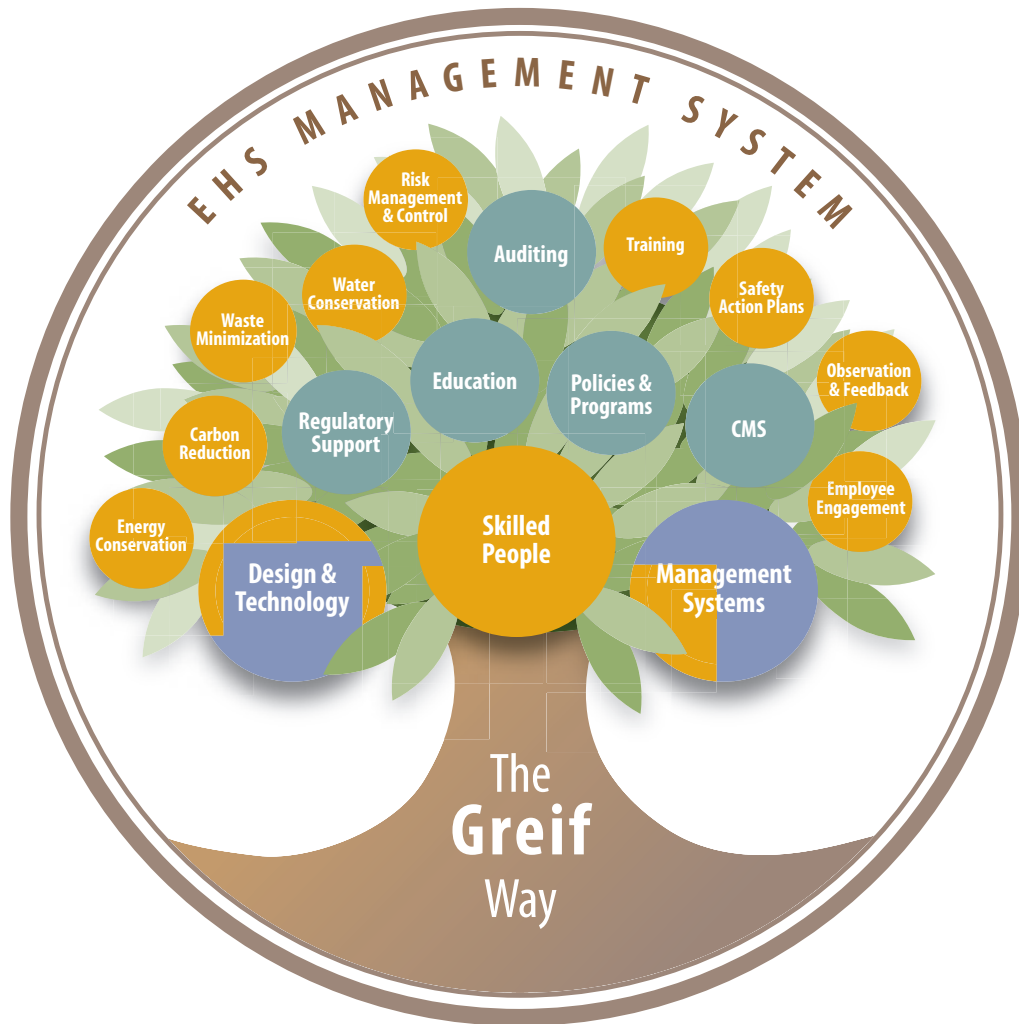 EHS MANAGEMENT SYSTEM
Risk
Management
& Control
Auditing
Training
Water
Conservation
Safety
Action Plans
Waste
Minimization
Observation
& Feedback
Education
Policies &
Programs
Regulatory
Support
CMS
Carbon
Reduction
Employee
Engagement
Energy
Conservation
Skilled
People
Design &
Technology
Management
Systems
The
Greif
Way